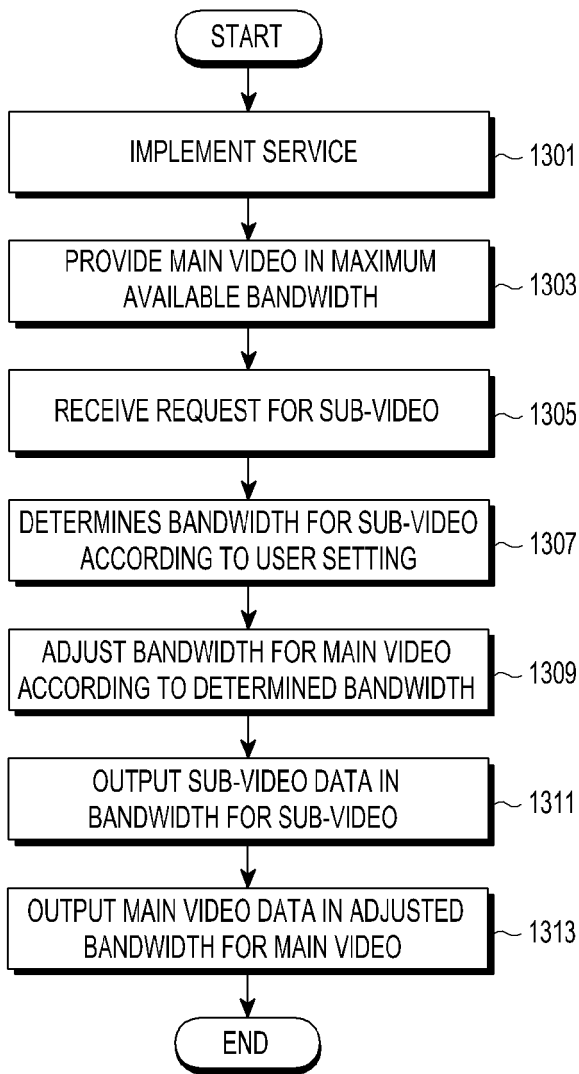 START
IMPLEMENT SERVICE
1301
PROVIDE MAIN VIDEO IN MAXIMUM
AVAILABLE BANDWIDTH
1303
RECEIVE REQUEST FOR SUB-VIDEO
1305
DETERMINES BANDWIDTH FOR SUB-VIDEO
ACCORDING TO USER SETTING
1307
ADJUST BANDWIDTH FOR MAIN VIDEO
ACCORDING TO DETERMINED BANDWIDTH
1309
OUTPUT SUB-VIDEO DATA IN
BANDWIDTH FOR SUB-VIDEO
1311
OUTPUT MAIN VIDEO DATA IN ADJUSTED
BANDWIDTH FOR MAIN VIDEO
1313
END